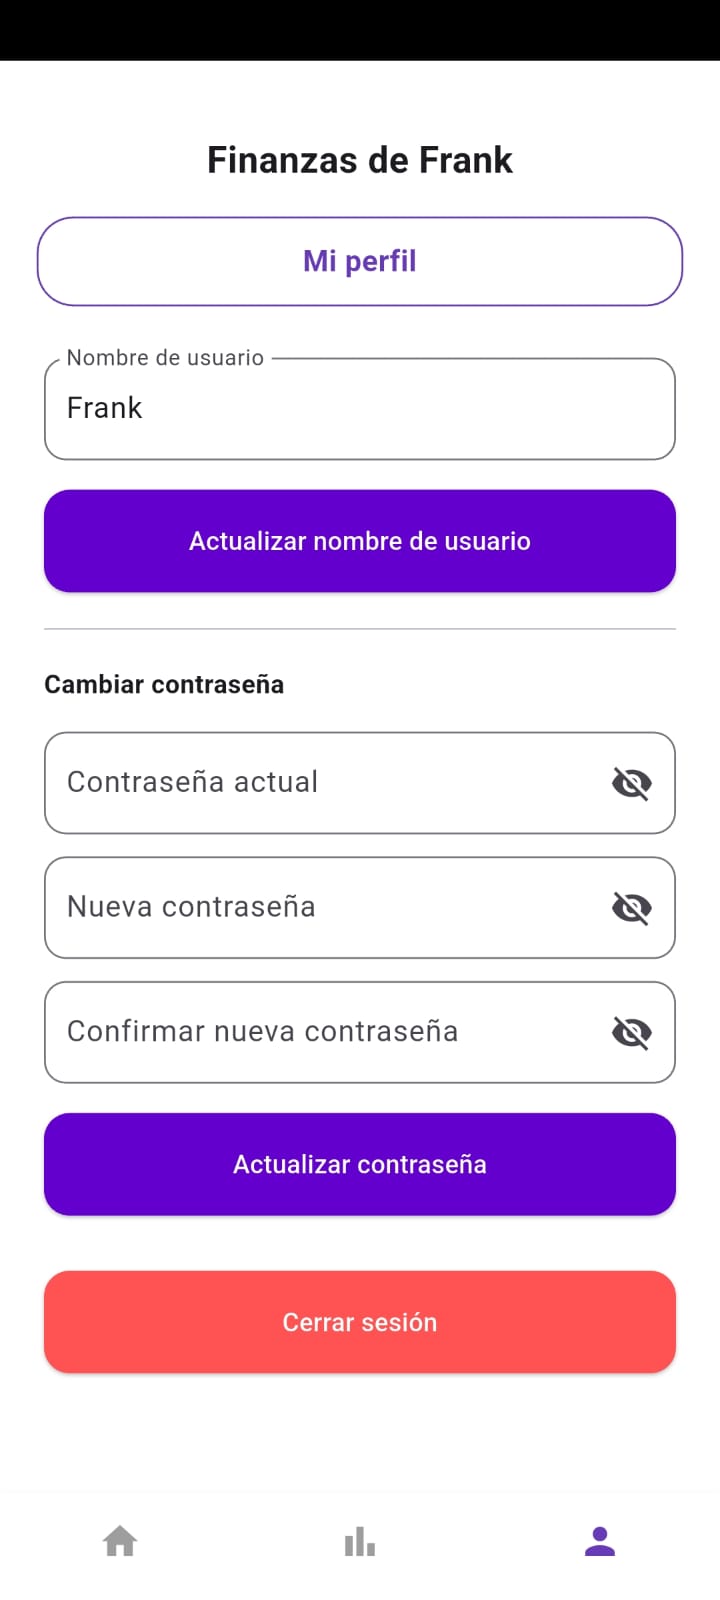 Finanzas de Frank
Mi perfil
Nombre de usuario
Frank
Actualizar nombre de usuario
Cambiar contraseña
Contraseña actual
Nueva contraseña
Confirmar nueva contraseña
Actualizar contraseña
Cerrar sesión